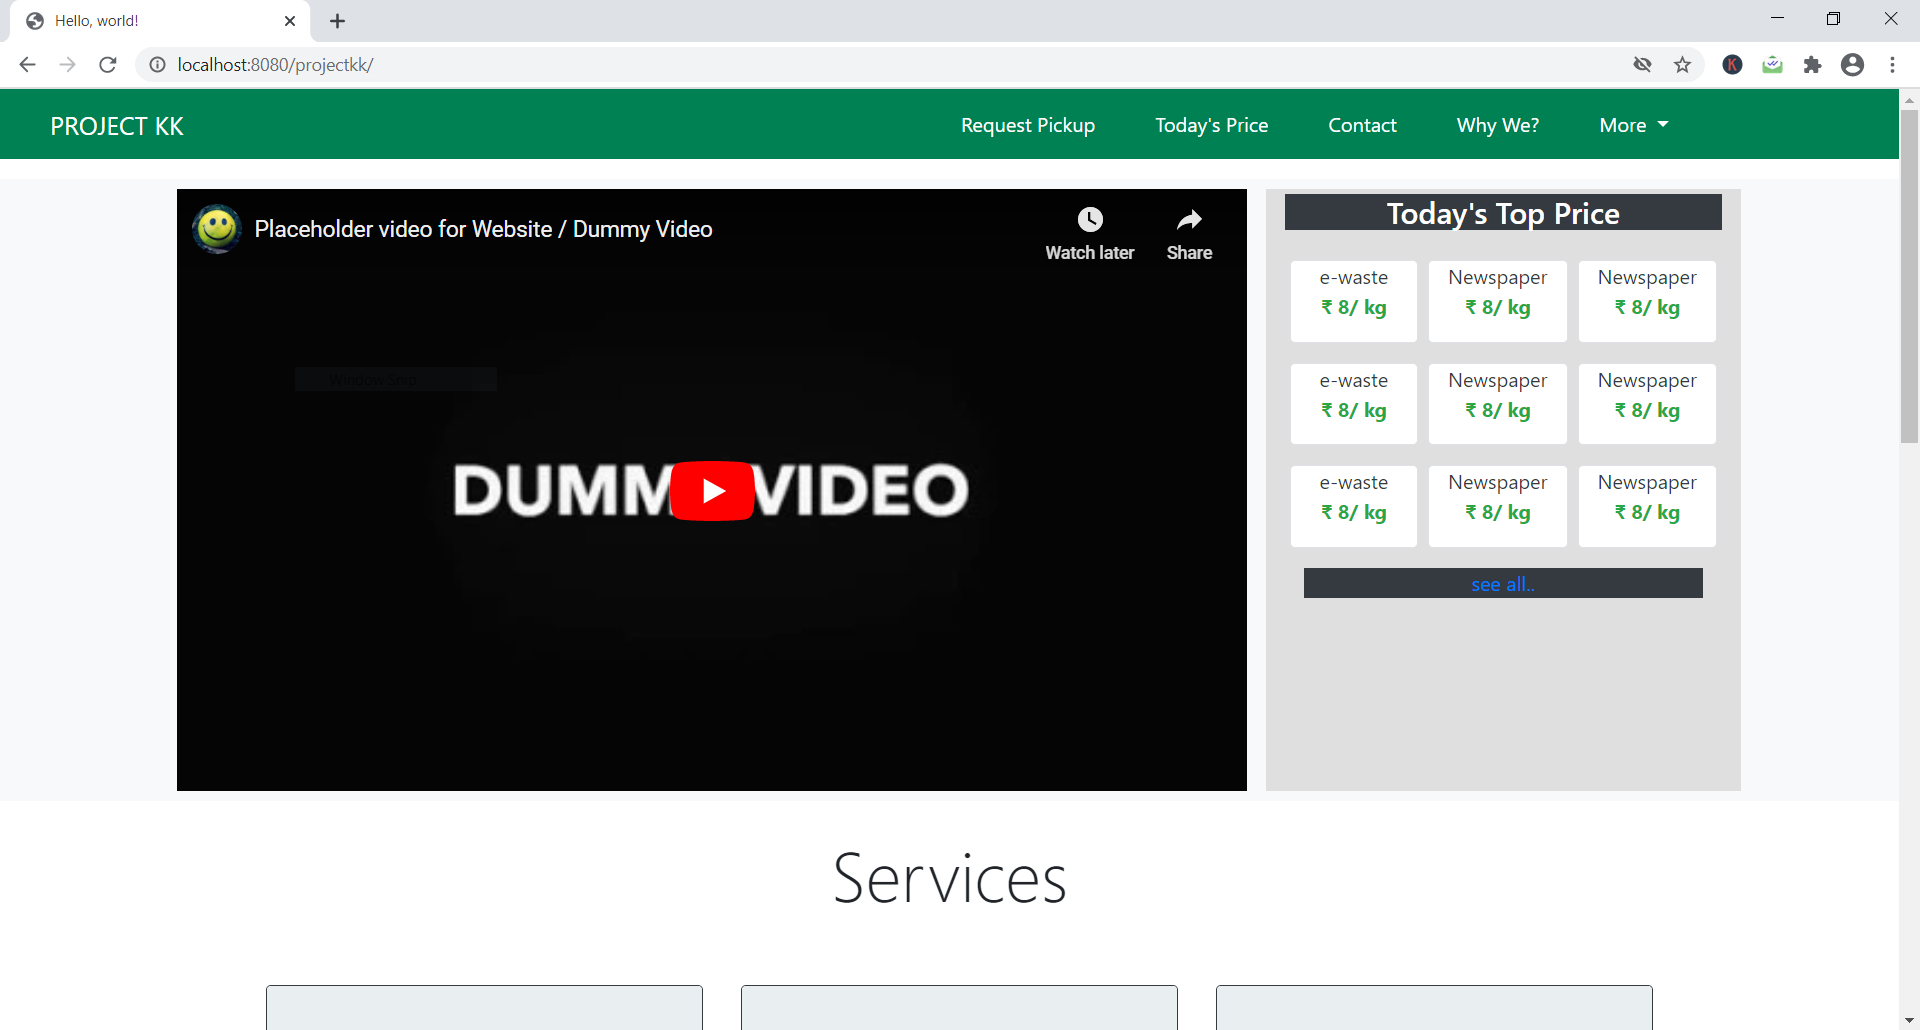 Hello, world!
localhost:8080/projectkk/
K
PROJECT KK
Request Pickup
Today's Price
Contact
Why We?
More
Placeholder video for Website / Dummy Video
Watch later
Share
Window Snip
DUMM VIDEO
Today's Top Price
e-waste Newspaper Newspaper
₹ 8/ kg ₹ 8/ kg ₹ 8/ kg
e-waste Newspaper Newspaper
₹ 8/ kg ₹ 8/ kg ₹ 8/ kg
e-waste Newspaper Newspaper
₹ 8/ kg ₹ 8/ kg ₹ 8/ kg
see all..
Services